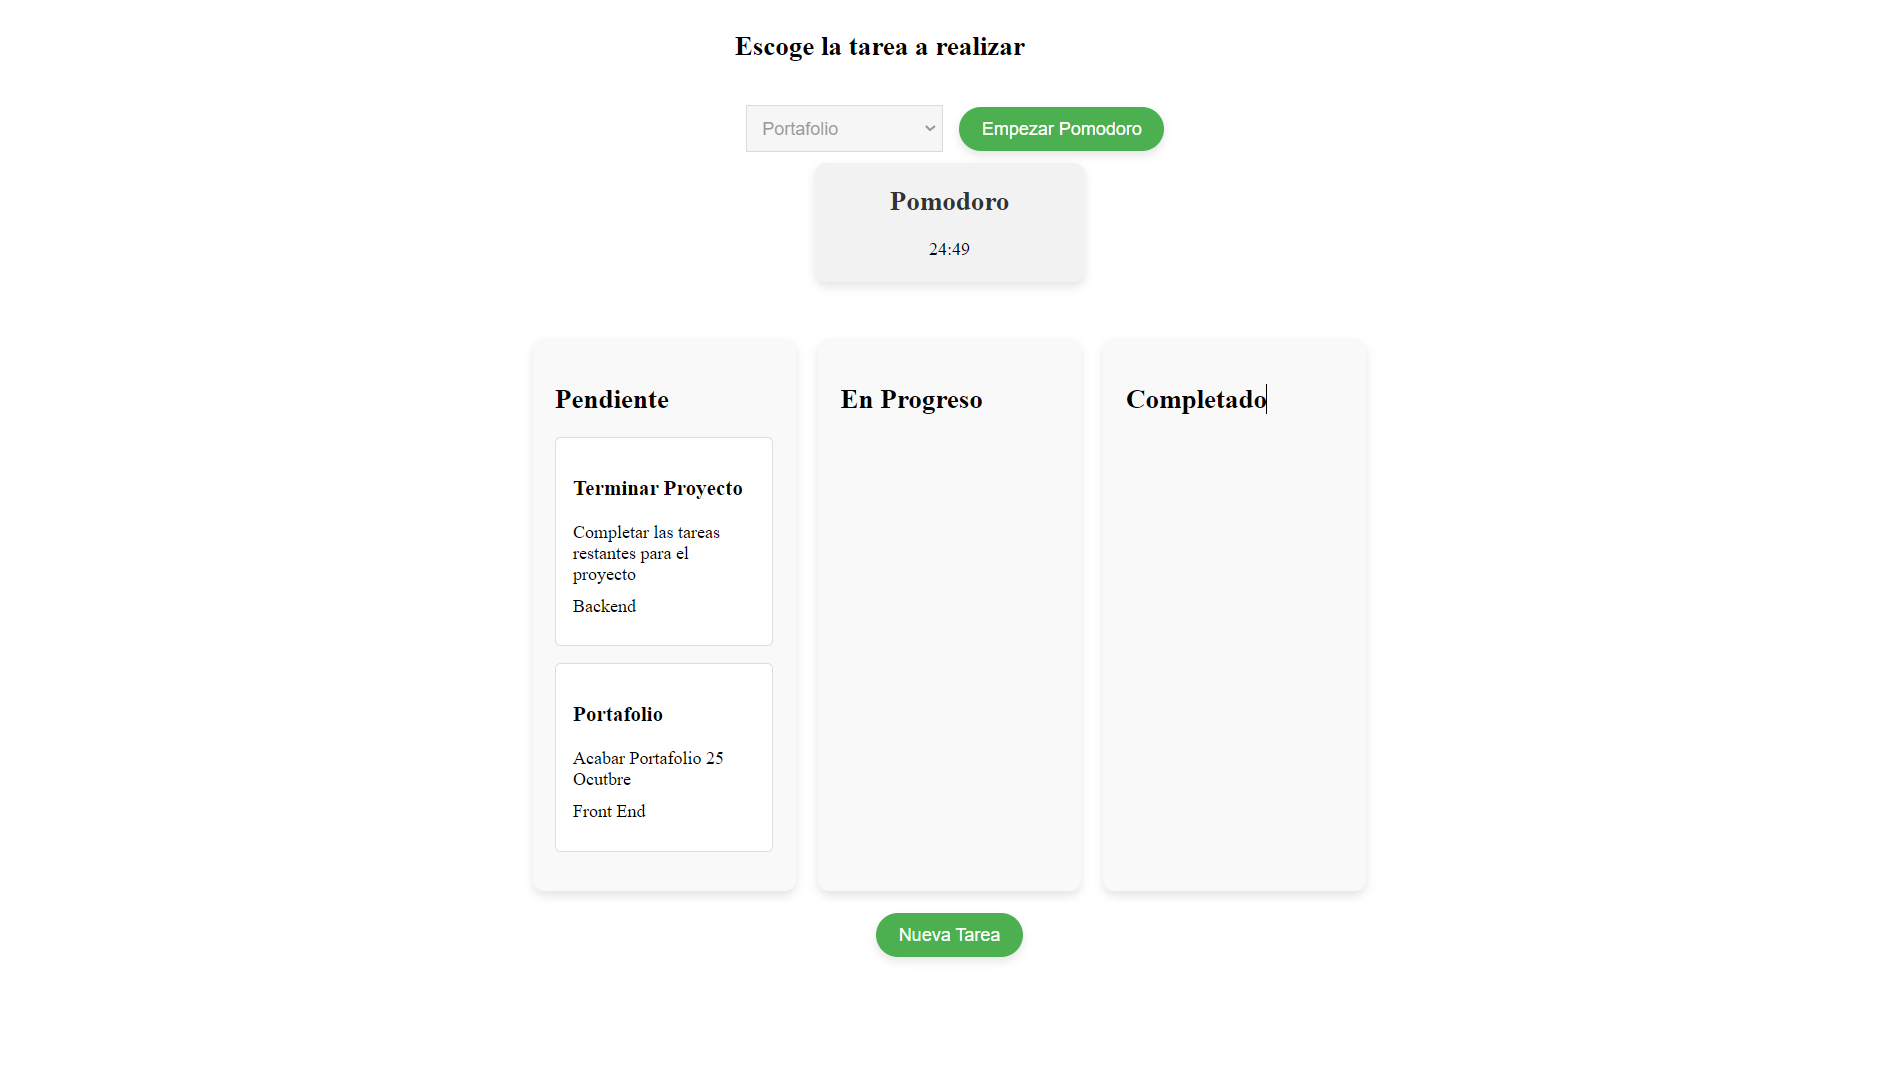 Escoge la tarea a realizar
Portafolio
Empezar Pomodoro
Pomodoro
24:49
Pendiente
Terminar Proyecto
Completar las tareas
restantes para el
proyecto
Backend
Portafolio
Acabar Portafolio 25
Ocutbre
Front End
En Progreso
Completado
Nueva Tarea